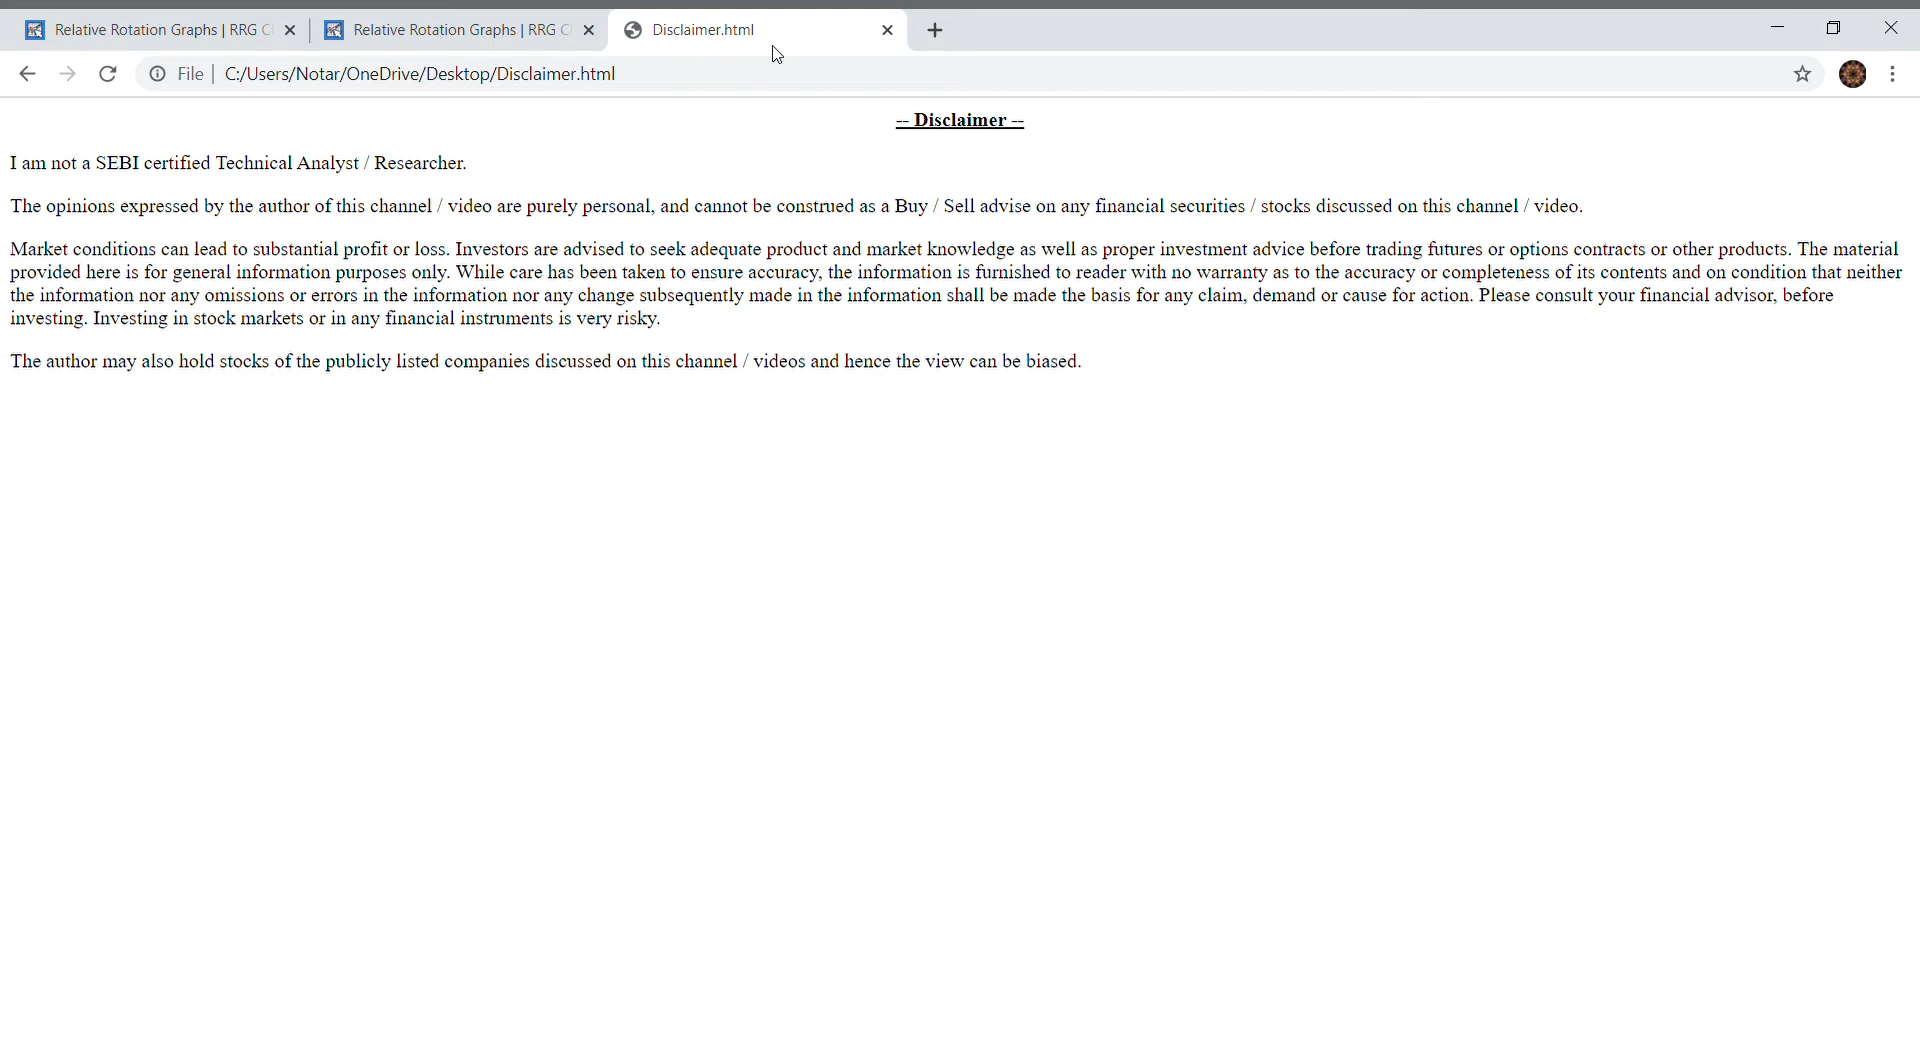 Relative Rotation Graphs | RRG C
Relative Rotation Graphs | RRG C
Disclaimer.html
File | C:/Users/Notar/OneDrive/Desktop/Disclaimer.html
-- Disclaimer --
I am not a SEBI certified Technical Analyst / Researcher.
The opinions expressed by the author of this channel / video are purely personal, and cannot be construed as a Buy / Sell advise on any financial securities / stocks discussed on this channel / video.
Market conditions can lead to substantial profit or loss. Investors are advised to seek adequate product and market knowledge as well as proper investment advice before trading futures or options contracts or other products. The material
provided here is for general information purposes only. While care has been taken to ensure accuracy, the information is furnished to reader with no warranty as to the accuracy or completeness of its contents and on condition that neither
the information nor any omissions or errors in the information nor any change subsequently made in the information shall be made the basis for any claim, demand or cause for action. Please consult your financial advisor, before
investing. Investing in stock markets or in any financial instruments is very risky.
The author may also hold stocks of the publicly listed companies discussed on this channel / videos and hence the view can be biased.